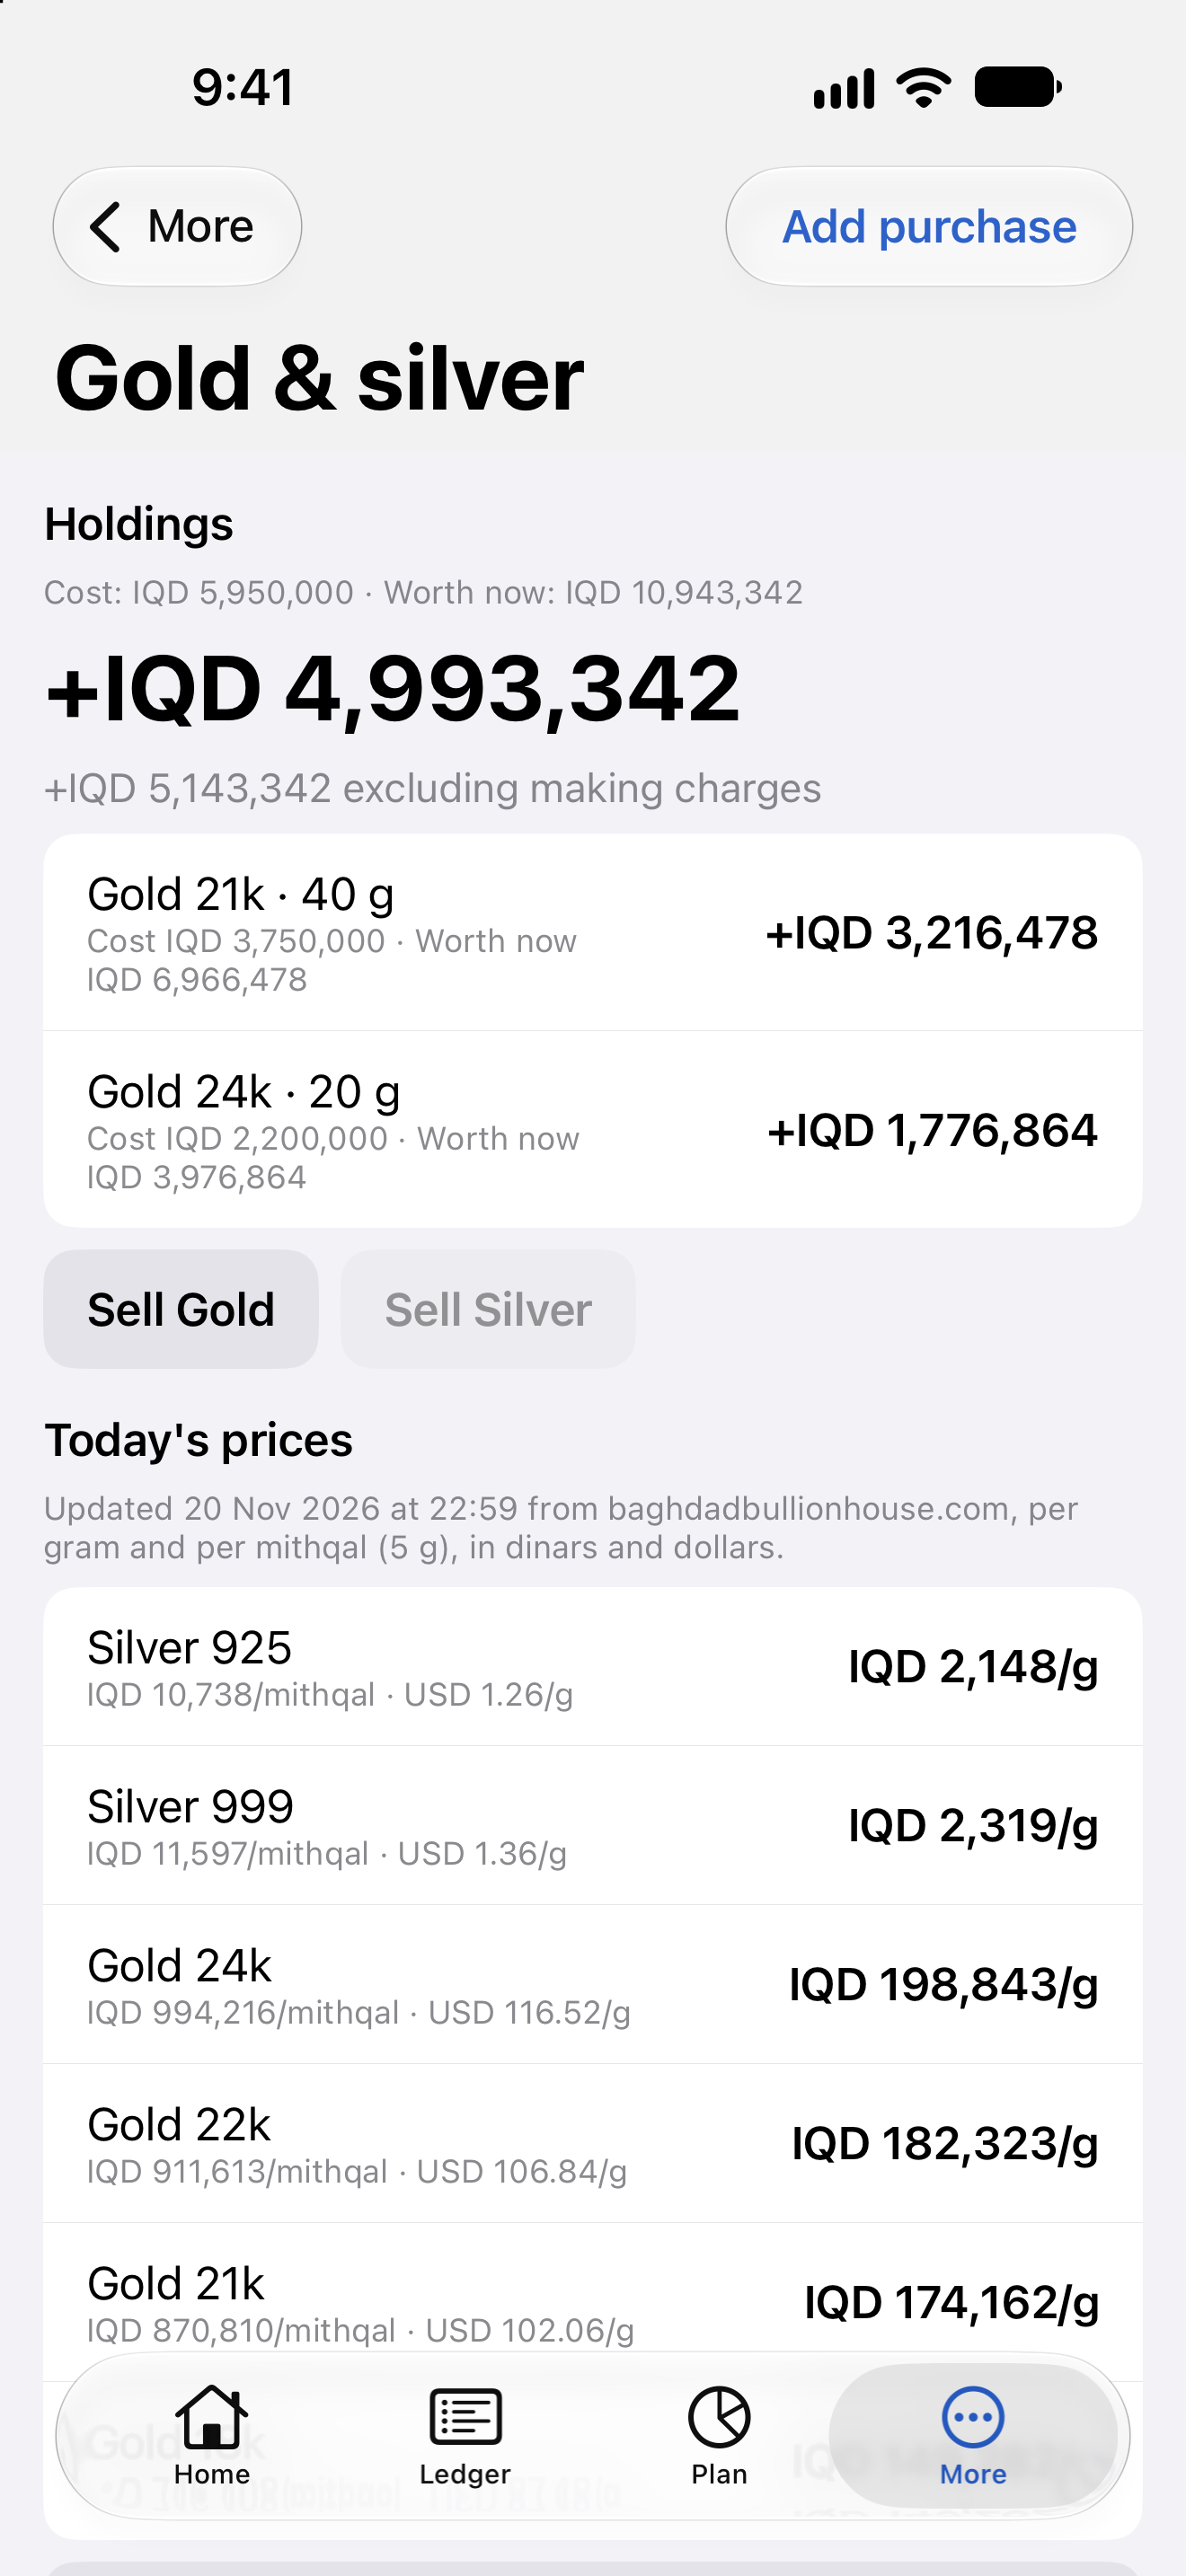 9:41
More
Add purchase
Gold & silver
Holdings
Cost: IQD 5,950,000 · Worth now: IQD 10,943,342
+IQD 4,993,342
+IQD 5,143,342 excluding making charges
Gold 21k · 40 g
Cost IQD 3,750,000 · Worth now
IQD 6,966,478
+IQD 3,216,478
Gold 24k · 20 g
Cost IQD 2,200,000 · Worth now
IQD 3,976,864
+IQD 1,776,864
Sell Gold
Sell Silver
Today's prices
Updated 20 Nov 2026 at 22:59 from baghdadbullionhouse.com, per
gram and per mithqal (5 g), in dinars and dollars.
Silver 925
IQD 10,738/mithqal · USD 1.26/g
IQD 2,148/g
Silver 999
IQD 11,597/mithqal · USD 1.36/g
IQD 2,319/g
Gold 24k
IQD 994,216/mithqal · USD 116.52/g
IQD 198,843/g
Gold 22k
IQD 911,613/mithqal · USD 106.84/g
IQD 182,323/g
Gold 21k
IQD 870,810/mithqal · USD 102.06/g
IQD 174,162/g
Gold
Home
Ledger
Plan
More